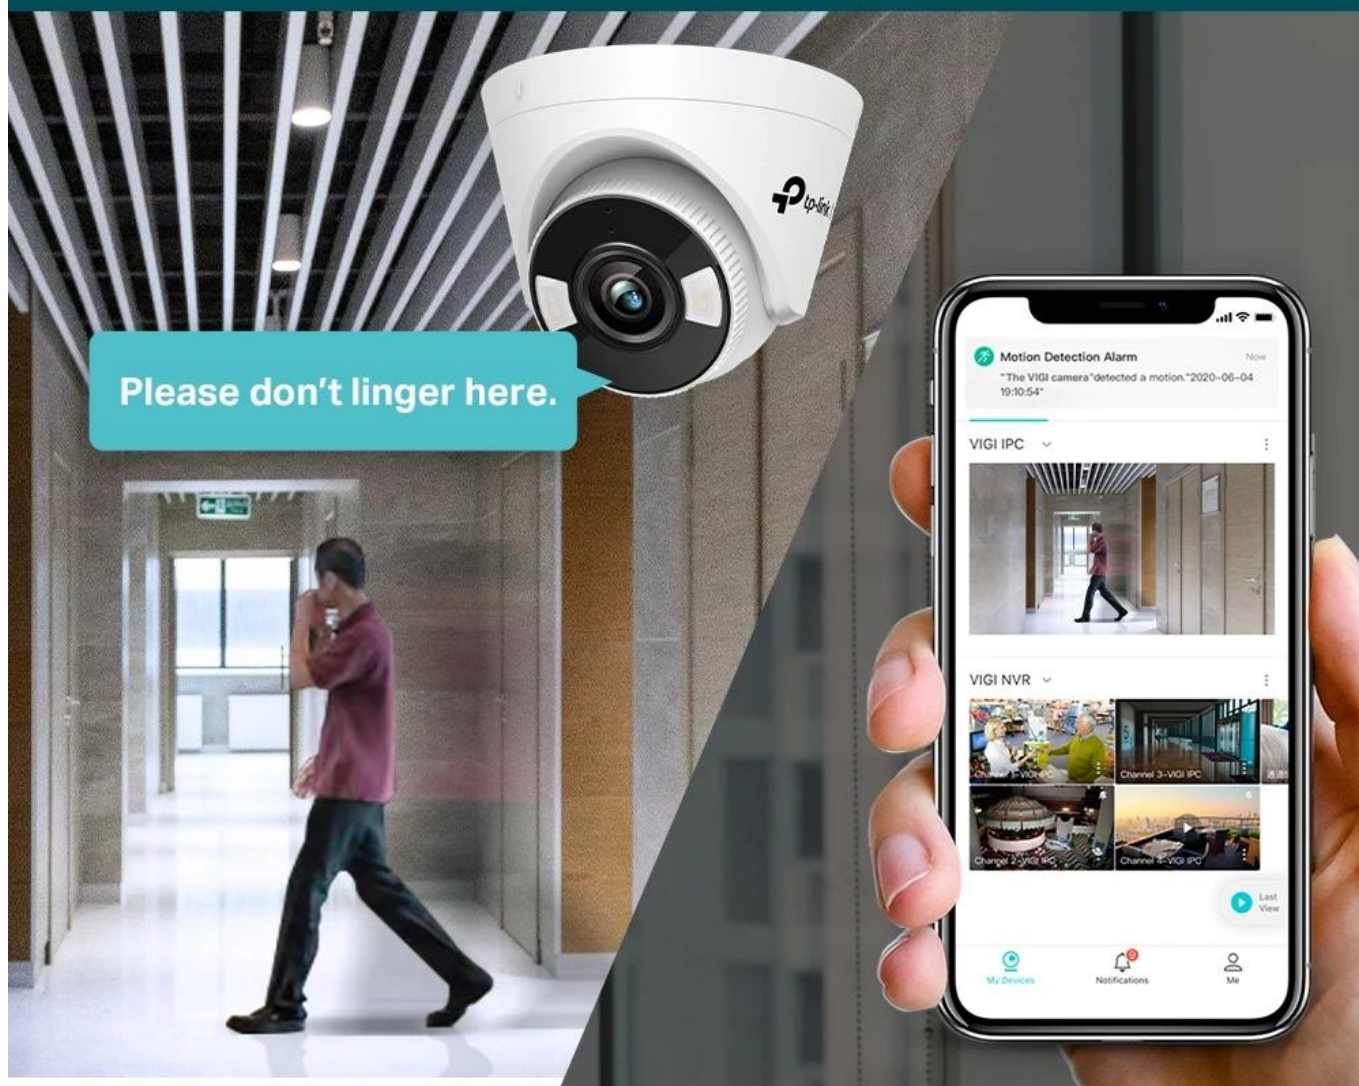 tp-link
Please don't linger here.
Motion Detection Alarm
Now
"The VIGI camera"detected a motion."2020-06-04
19:10:54"
VIGI IPC
VIGI NVR
Channel 1-VIGI IPC
Channel 3-VIGI IPC
Channel 2-VIGI IPC
Channel 4-VIGI IPC
Last
View
My Devices
Notifications
Me